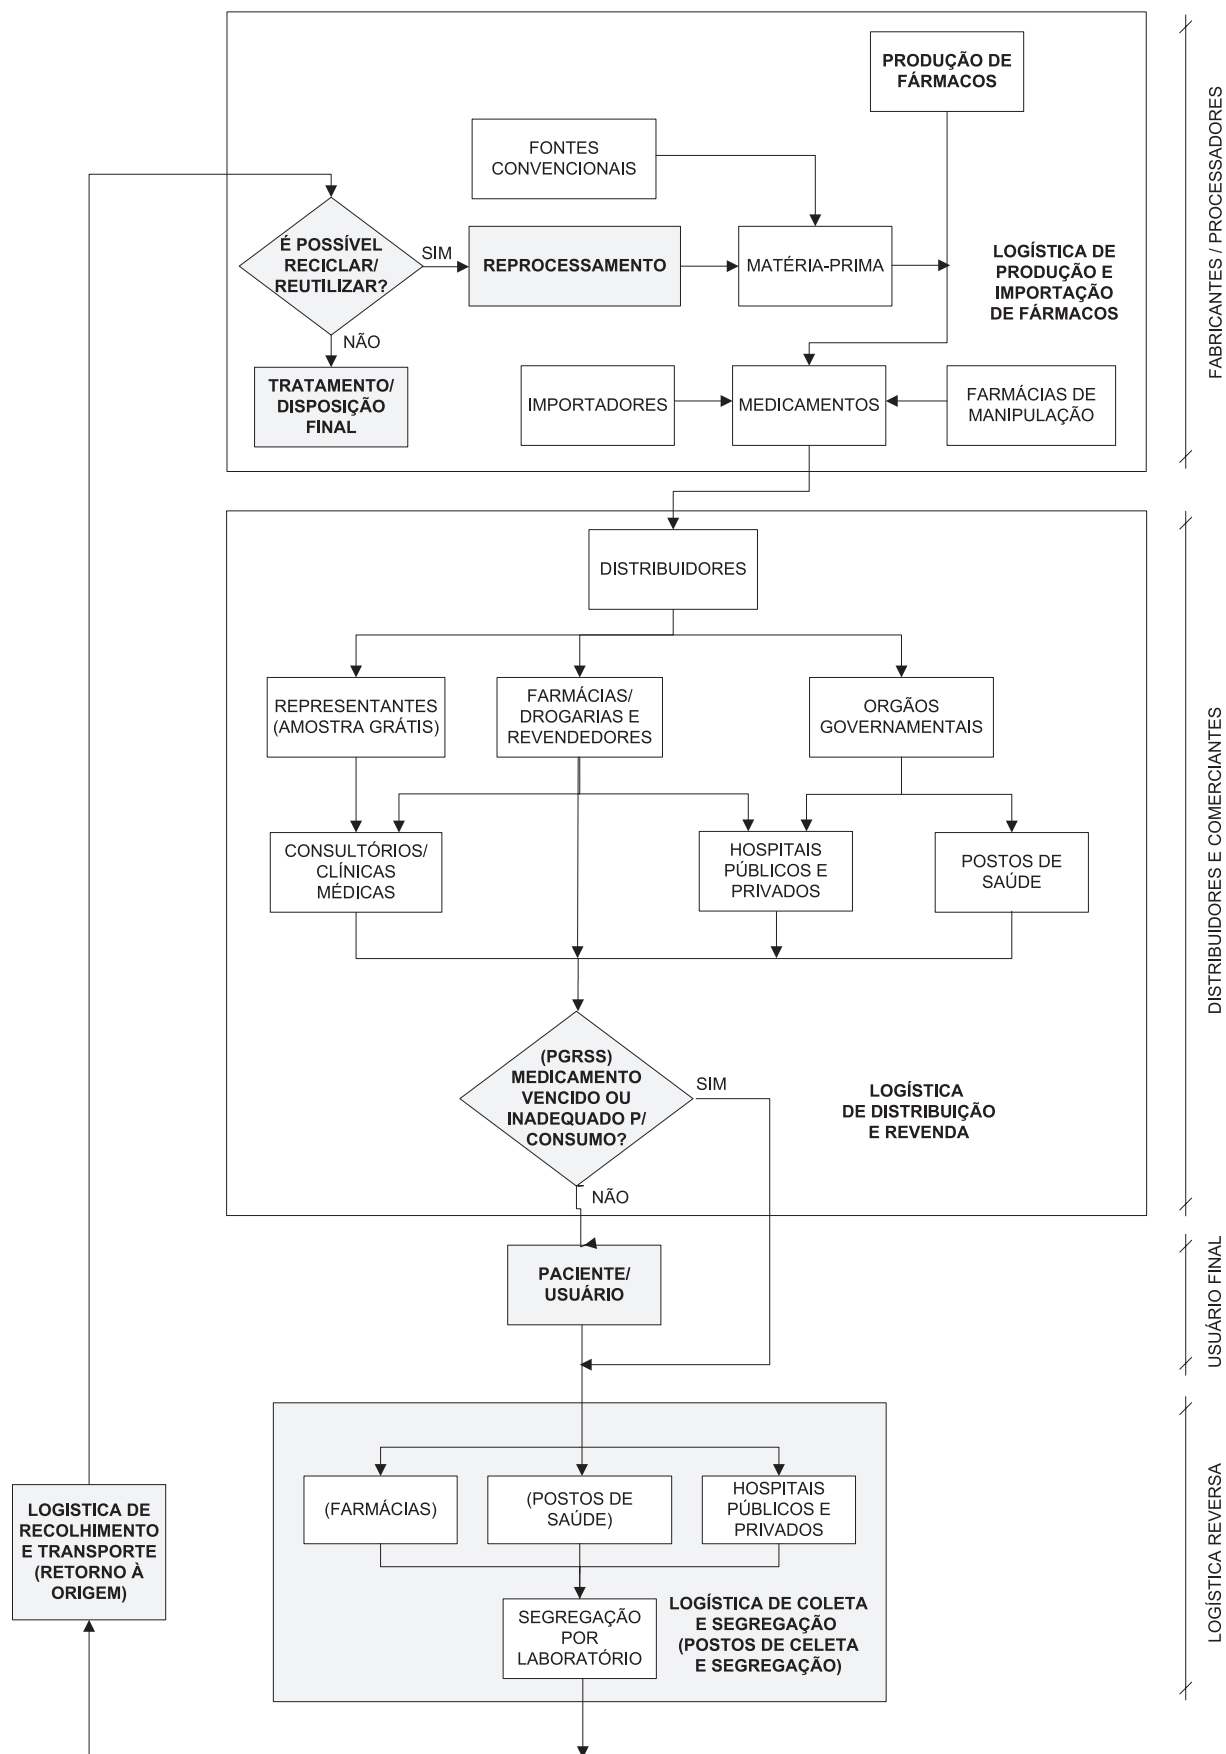 PRODUÇÃO DE
FÁRMACOS
FONTES
CONVENCIONAIS
É POSSÍVEL
RECICLAR/
REUTILIZAR?
SIM
REPROCESSAMENTO
MATÉRIA-PRIMA
LOGÍSTICA DE
PRODUÇÃO E
IMPORTAÇÃO
DE FÁRMACOS
NÃO
TRATAMENTO/
DISPOSIÇÃO
FINAL
IMPORTADORES
MEDICAMENTOS
FARMÁCIAS DE
MANIPULAÇÃO
FABRICANTES / PROCESSADORES
DISTRIBUIDORES
REPRESENTANTES
(AMOSTRA GRÁTIS)
FARMÁCIAS/
DROGARIAS E
REVENDEDORES
ORGÃOS
GOVERNAMENTAIS
CONSULTÓRIOS/
CLÍNICAS
MÉDICAS
HOSPITAIS
PÚBLICOS E
PRIVADOS
POSTOS DE
SAÚDE
(PGRSS)
MEDICAMENTO
VENCIDO OU
INADEQUADO P/
CONSUMO?
SIM
LOGÍSTICA
DE DISTRIBUIÇÃO
E REVENDA
NÃO
DISTRIBUIDORES E COMERCIANTES
PACIENTE/
USUÁRIO
USUÁRIO FINAL
(FARMÁCIAS)
(POSTOS DE
SAÚDE)
HOSPITAIS
PÚBLICOS E
PRIVADOS
LOGISTICA DE
RECOLHIMENTO
E TRANSPORTE
(RETORNO À
ORIGEM)
SEGREGAÇÃO
POR
LABORATÓRIO
LOGÍSTICA DE COLETA
E SEGREGAÇÃO
(POSTOS DE CELETA
E SEGREGAÇÃO)
LOGÍSTICA REVERSA